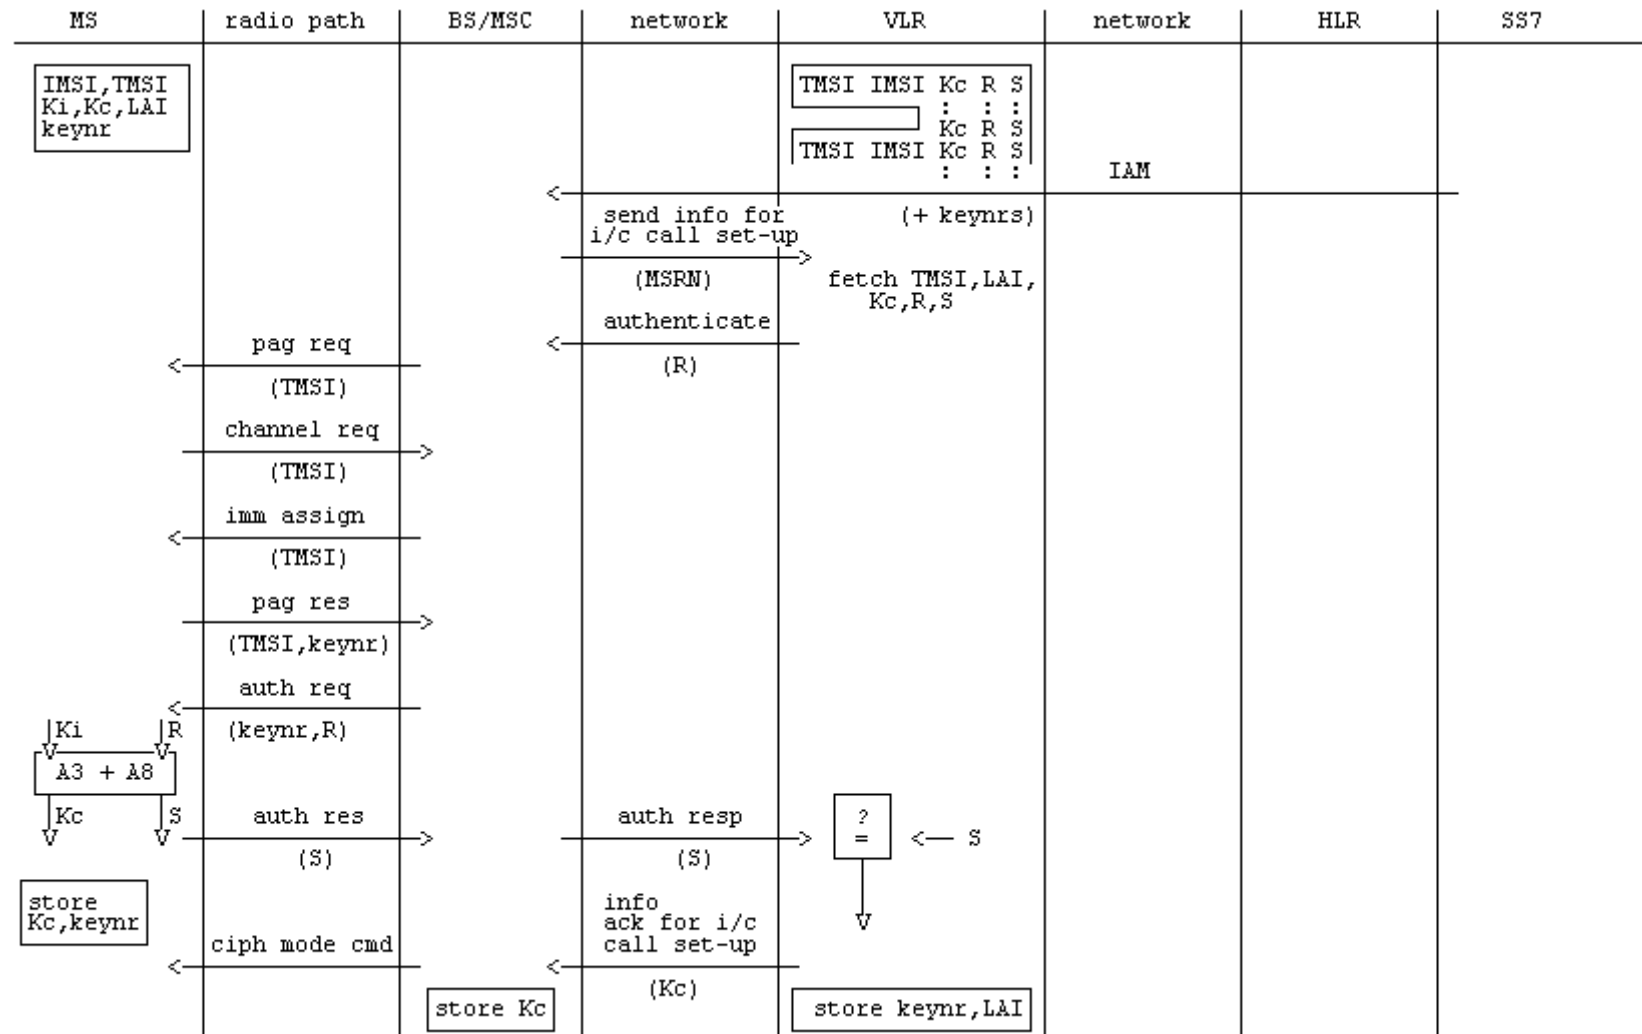 MS radio path BS/MSC network VLR network HLR SS7
IMSI,TMSI
Ki,Kc,LAI
keynr
TMSI IMSI Kc R S
: : :
Kc R S
TMSI IMSI Kc R S
: : :
IAM
(+ keynrs)
send info for
i/c call set-up
(MSRN)
fetch TMSI,LAI,
Kc,R,S
authenticate
(R)
pag req
(TMSI)
channel req
(TMSI)
imm assign
(TMSI)
pag res
(TMSI,keynr)
auth req
(keynr,R)
Ki R
A3 + A8
Kc S
auth res
(S)
auth resp
(S)
?
=
S
store
Kc,keynr
info
ack for i/c
call set-up
(Kc)
ciph mode cmd
store Kc
store keynr,LAI